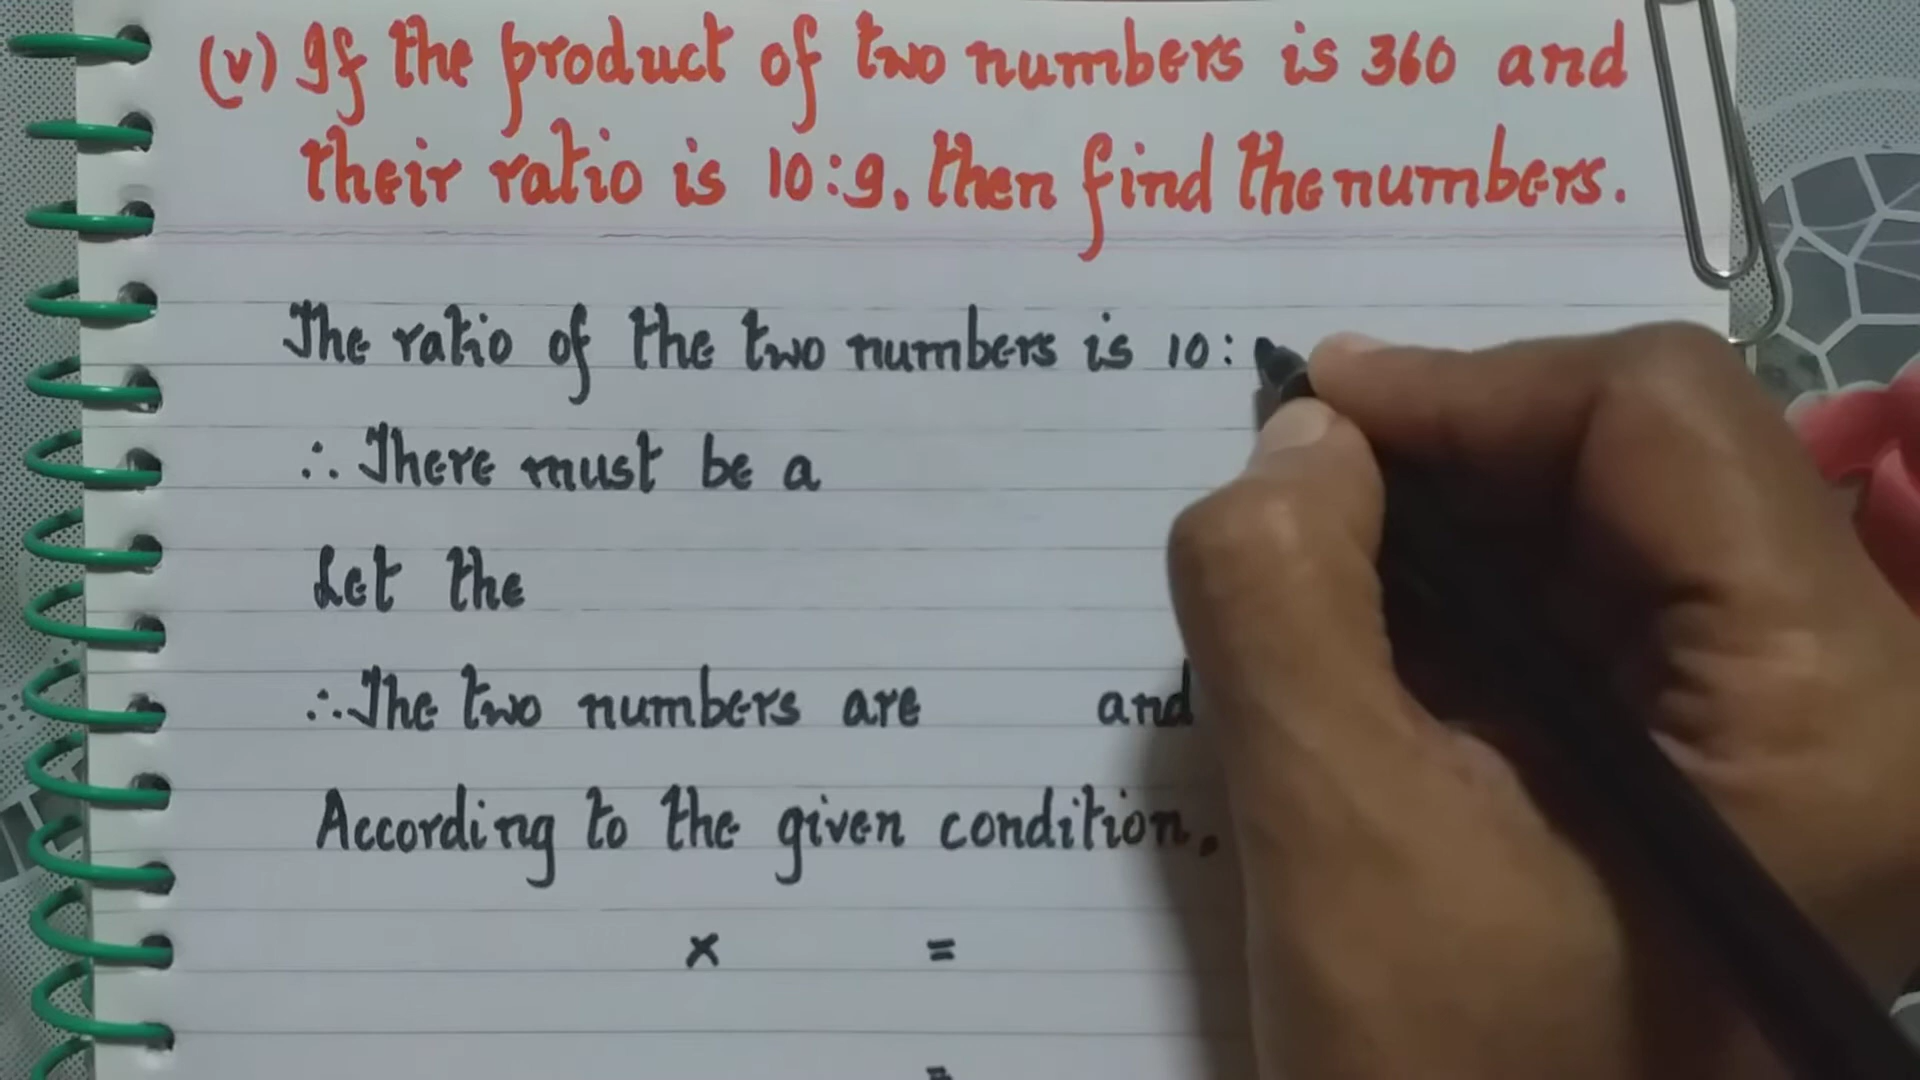 (v) If the product of two numbers is 360 and
their ratio is 10:9. then find the numbers.
The ratio of the two numbers is 10:
∴ There must be a
Let the
∴ The two numbers are and
According to the given condition.
× =
=